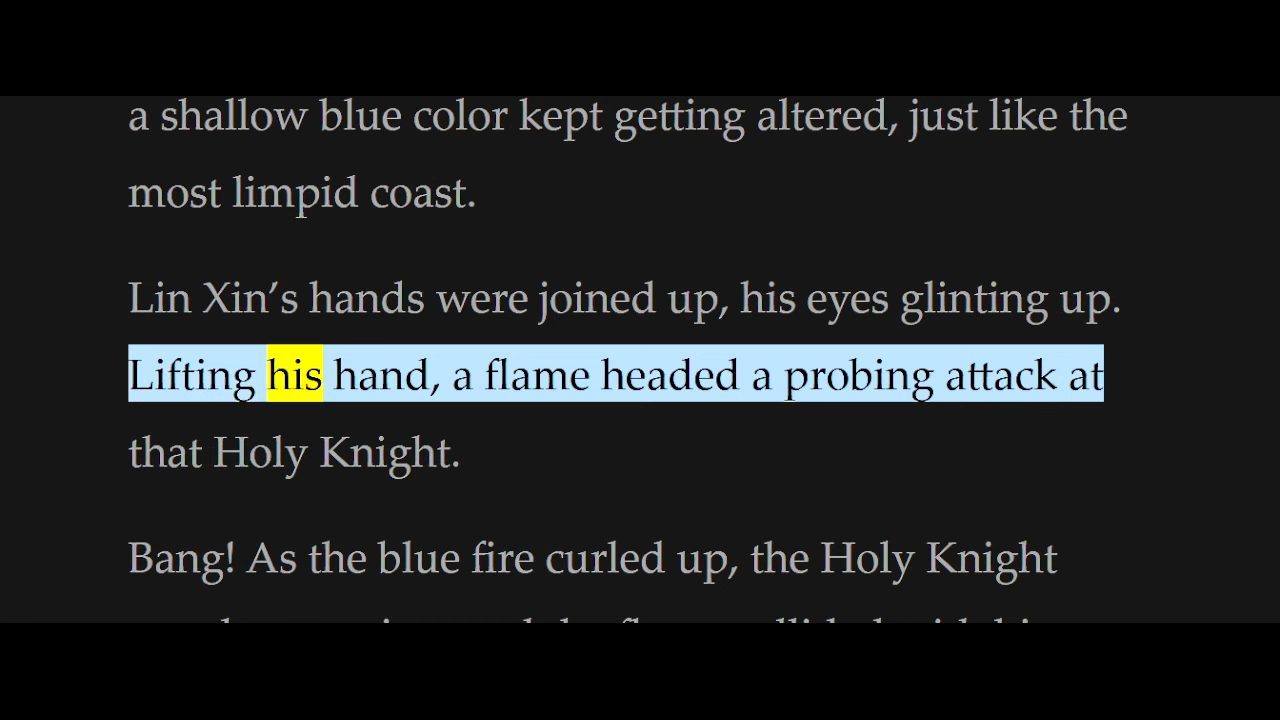 a shallow blue color kept getting altered, just like the
most limpid coast.
Lin Xin’s hands were joined up, his eyes glinting up.
Lifting his hand, a flame headed a probing attack at
that Holy Knight.
Bang! As the blue fire curled up, the Holy Knight